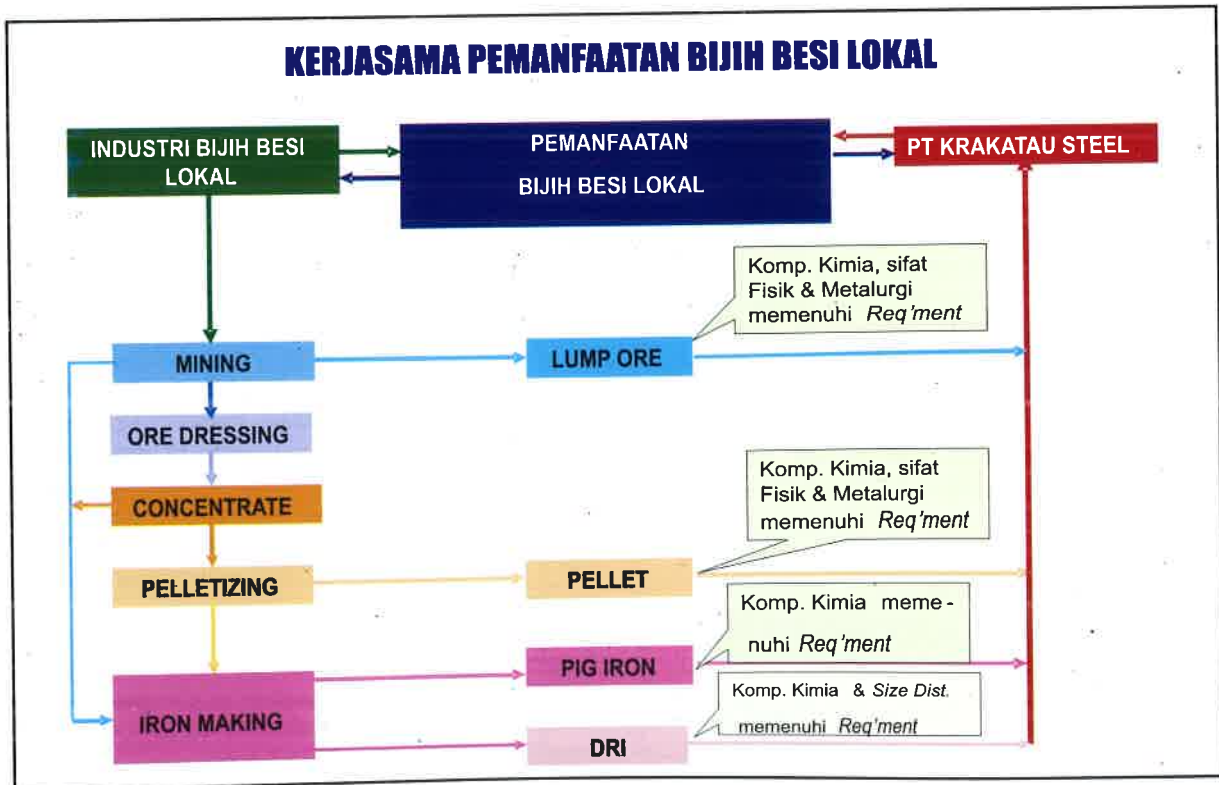 KERJASAMA PEMANFAATAN BIJIH BESI LOKAL
INDUSTRI BIJIH BESI
LOKAL
PEMANFAATAN
BIJIH BESI LOKAL
PT KRAKATAU STEEL
Komp. Kimia, sifat
Fisik & Metalurgi
memenuhi Req'ment
MINING
LUMP ORE
ORE DRESSING
Komp. Kimia, sifat
Fisik & Metalurgi
memenuhi Req'ment
CONCENTRATE
PELLETIZING
PELLET
Komp. Kimia meme -
nuhi Req'ment
PIG IRON
IRON MAKING
Komp. Kimia & Size Dist.
memenuhi Req'ment
DRI